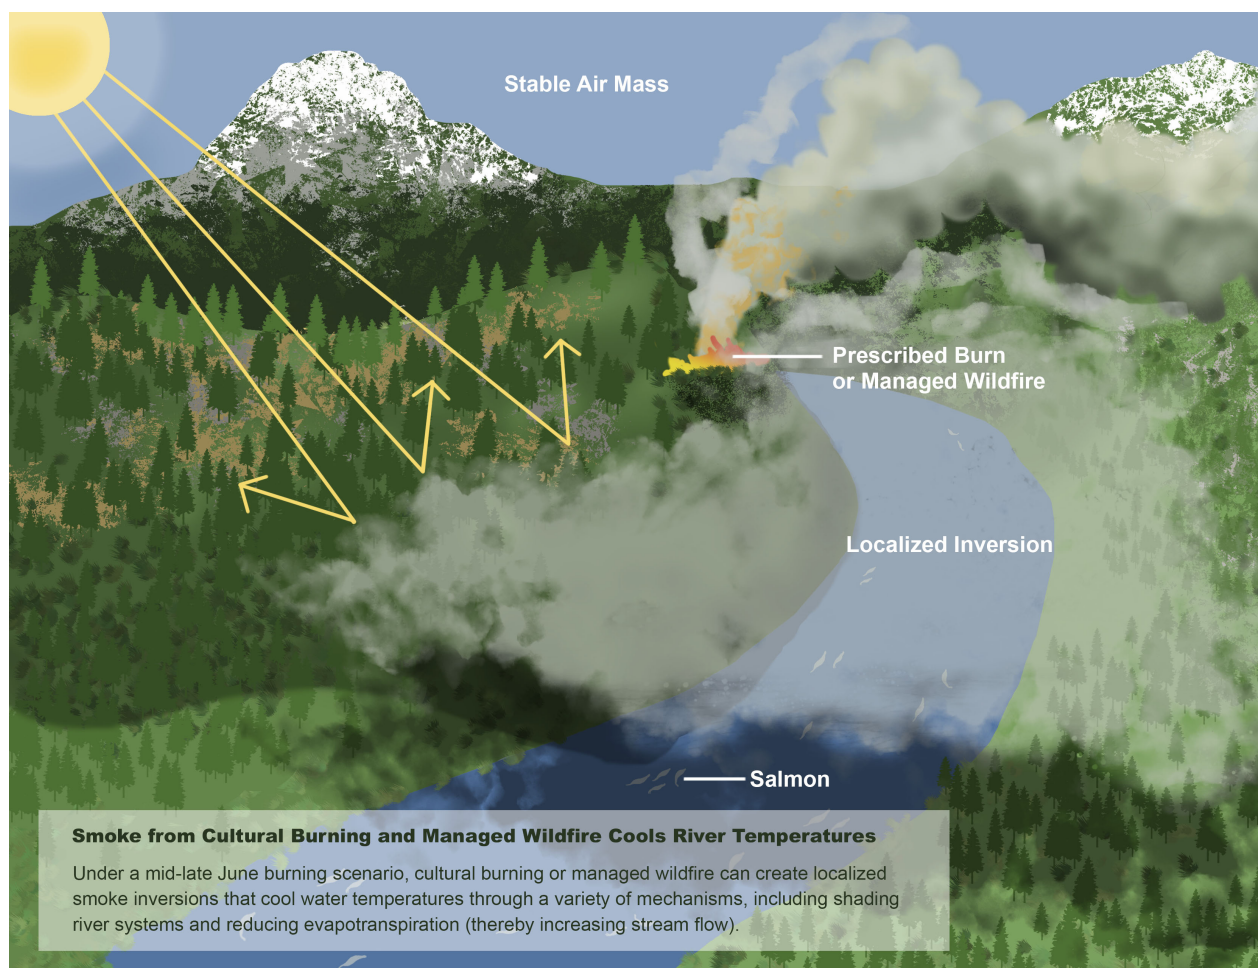 Stable Air Mass
Prescribed Burn
or Managed Wildfire
Localized Inversion
Salmon
Smoke from Cultural Burning and Managed Wildfire Cools River Temperatures
Under a mid-late June burning scenario, cultural burning or managed wildfire can create localized
smoke inversions that cool water temperatures through a variety of mechanisms, including shading
river systems and reducing evapotranspiration (thereby increasing stream flow).